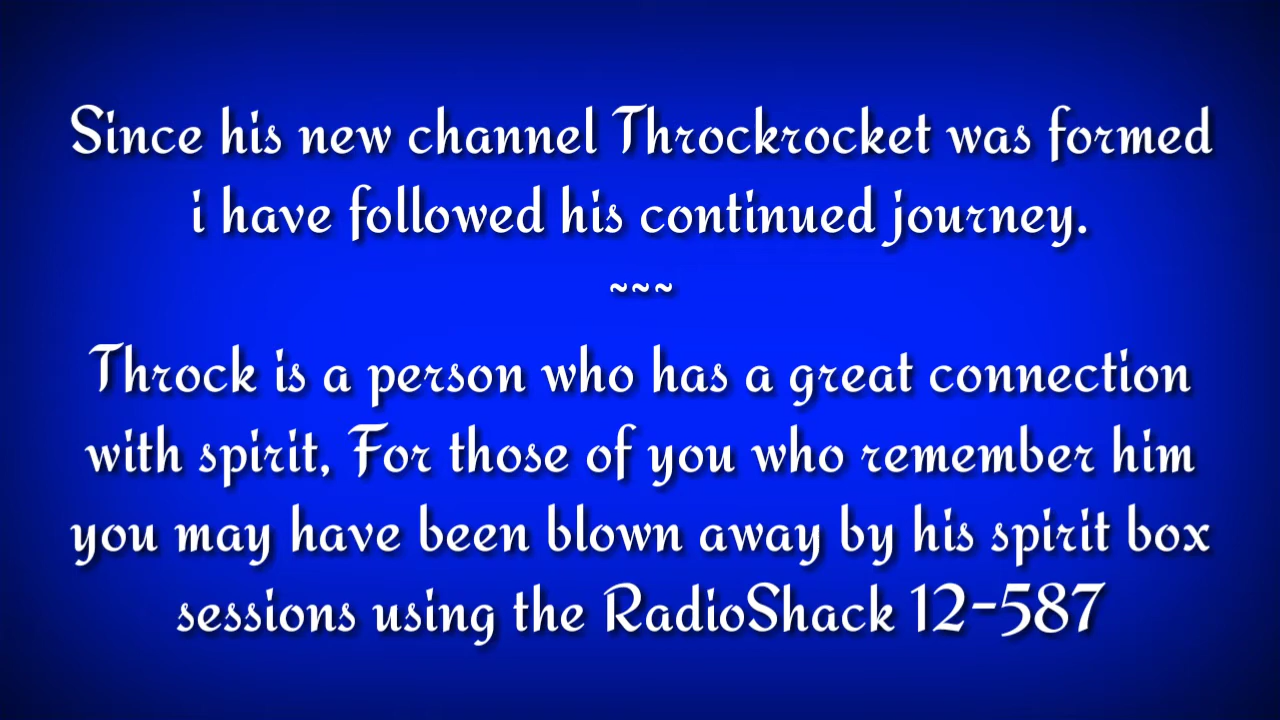 Since his new channel Throckrocket was formed
i have followed his continued journey.
~~~
Throck is a person who has a great connection
with spirit, For those of you who remember him
you may have been blown away by his spirit box
sessions using the RadioShack 12-587